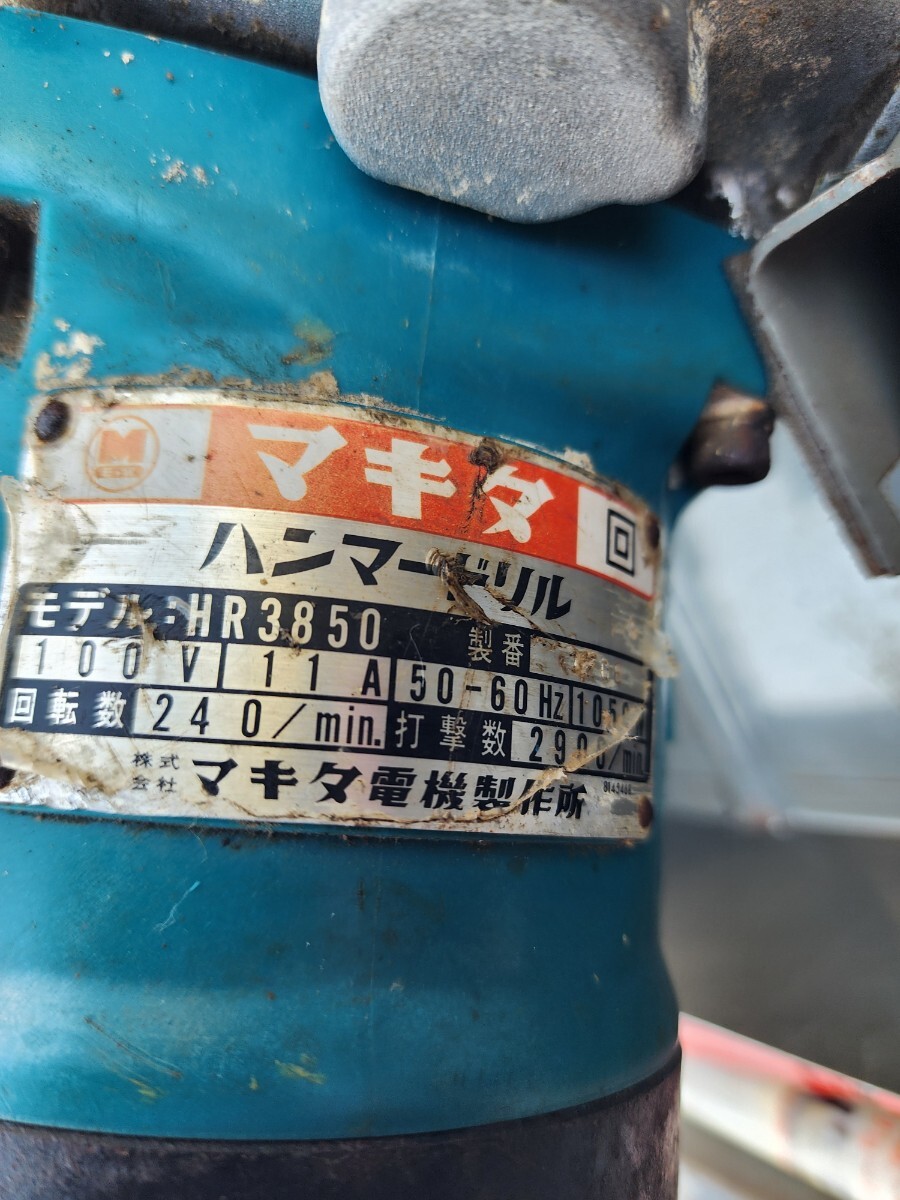 マキタ
ハンマードリル
モデル:HR3850 製番
100V 11A 50-60Hz
回転数 240/min. 打撃数 2900/min.
株式会社 マキタ電機製作所